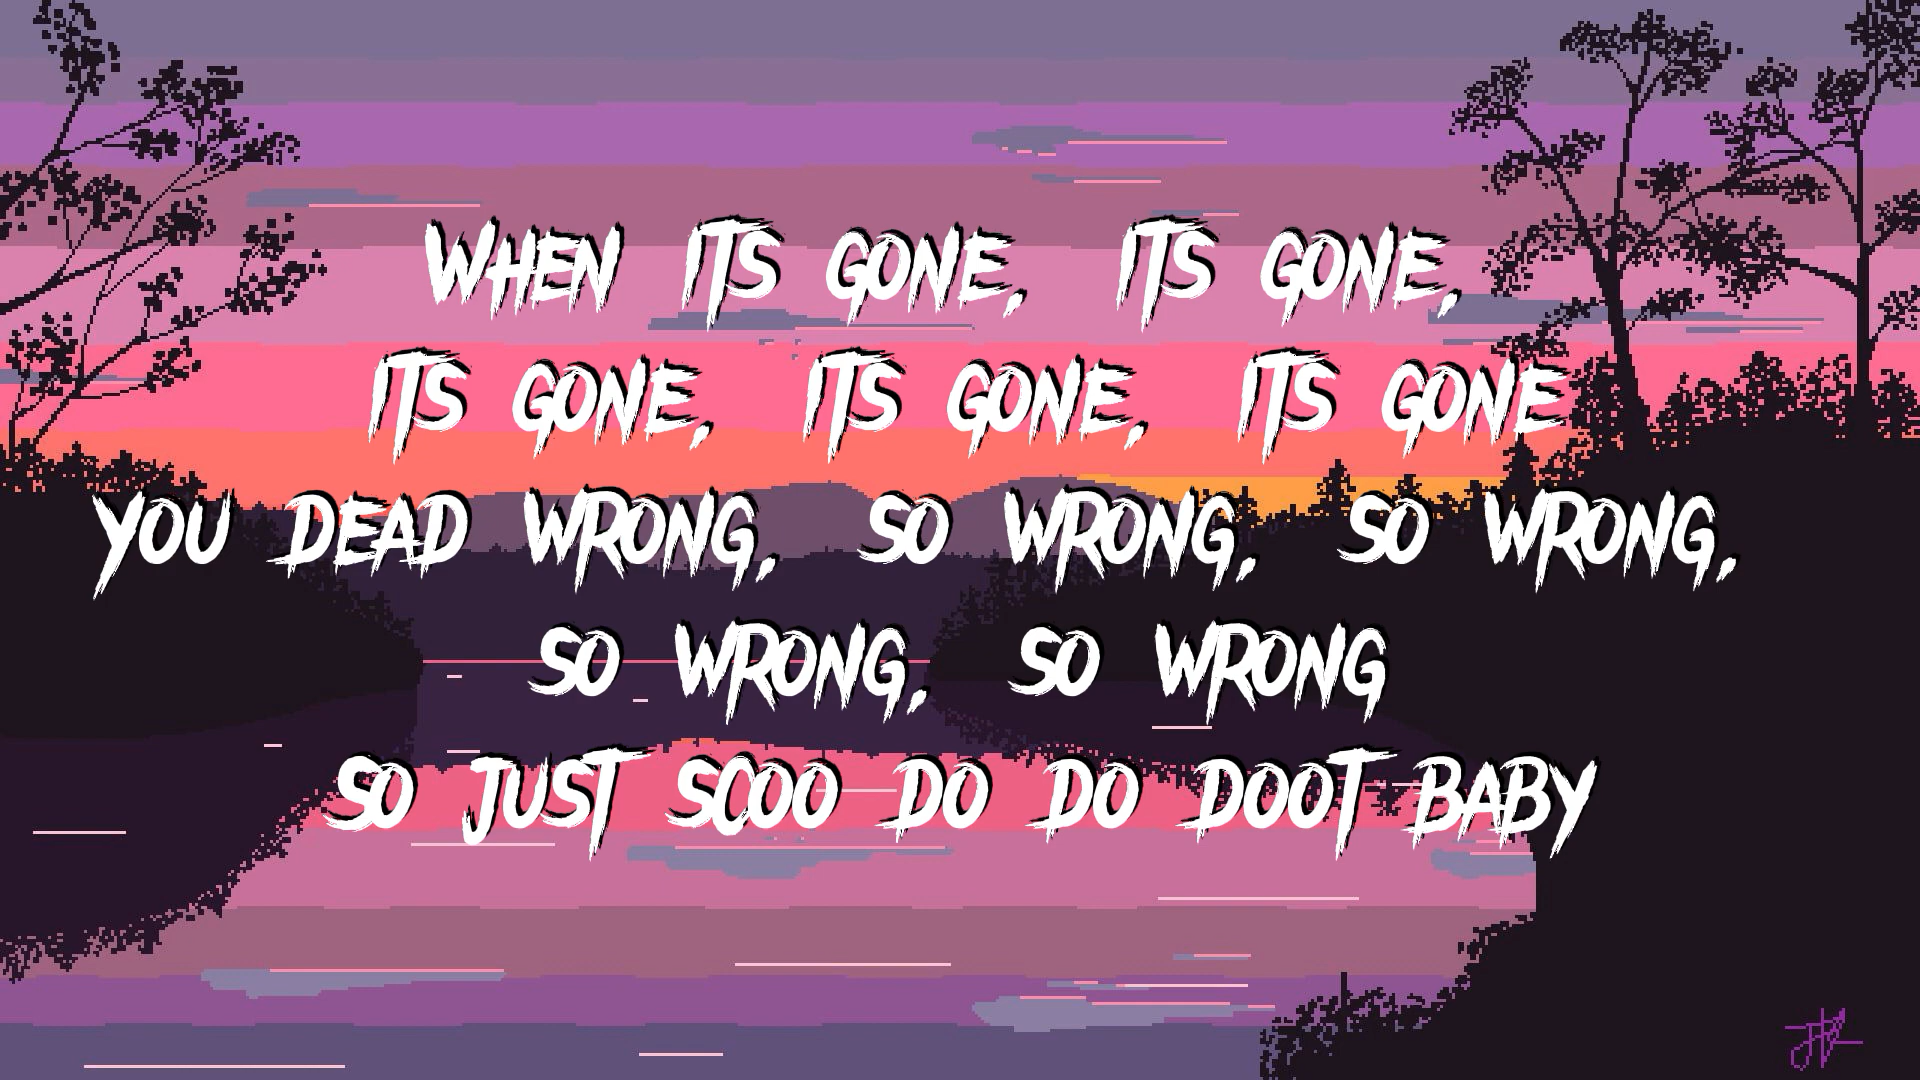 WHEN ITS GONE, ITS GONE,
ITS GONE, ITS GONE, ITS GONE
YOU DEAD WRONG, SO WRONG, SO WRONG,
SO WRONG, SO WRONG
SO JUST SCOO DO DO DOOT BABY